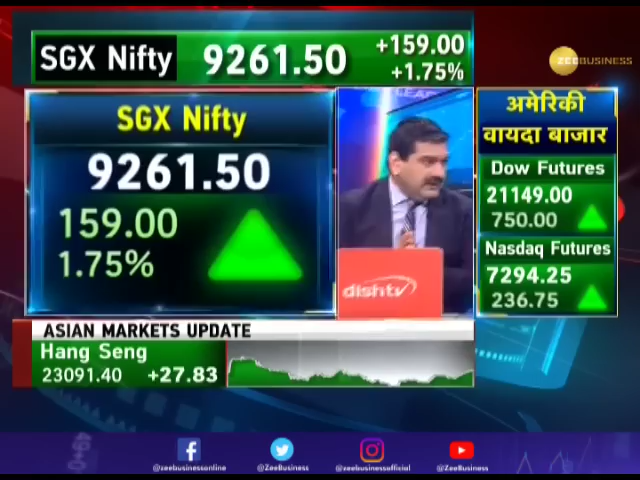 SGX Nifty
9261.50
+159.00
+1.75%
ZEEBUSINESS
SGX Nifty
9261.50
159.00
1.75%
dishtv
अमेरिकी
वायदा बाजार
Dow Futures
21149.00
750.00
Nasdaq Futures
7294.25
236.75
ASIAN MARKETS UPDATE
Hang Seng
23091.40 +27.83
@zeebusinessonline
@ZeeBusiness
@zeebusinessofficial
@ZeeBusiness